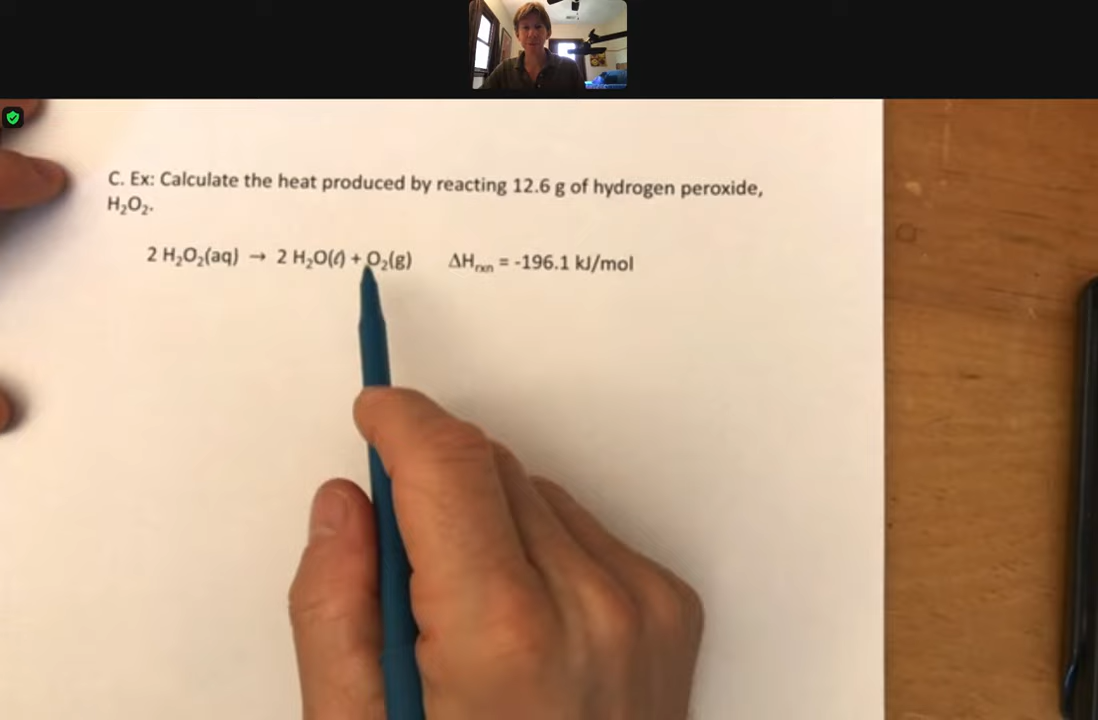 C. Ex: Calculate the heat produced by reacting 12.6 g of hydrogen peroxide,
H₂O₂.
2 H₂O₂(aq) → 2 H₂O(ℓ) + O₂(g) ΔHᵣₓₙ = -196.1 kJ/mol